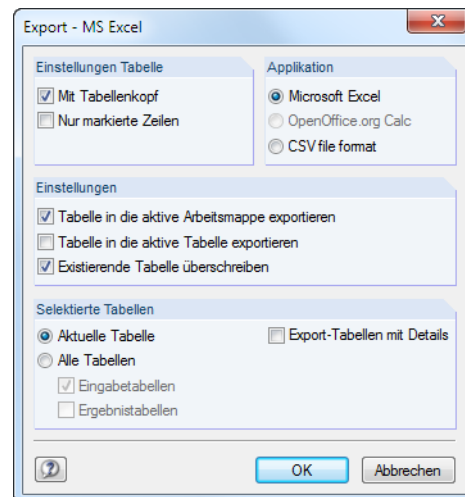 Export - MS Excel
Einstellungen Tabelle
Mit Tabellenkopf
Nur markierte Zeilen
Applikation
Microsoft Excel
OpenOffice.org Calc
CSV file format
Einstellungen
Tabelle in die aktive Arbeitsmappe exportieren
Tabelle in die aktive Tabelle exportieren
Existierende Tabelle überschreiben
Selektierte Tabellen
Aktuelle Tabelle
Alle Tabellen
Eingabetabellen
Ergebnistabellen
Export-Tabellen mit Details
OK
Abbrechen